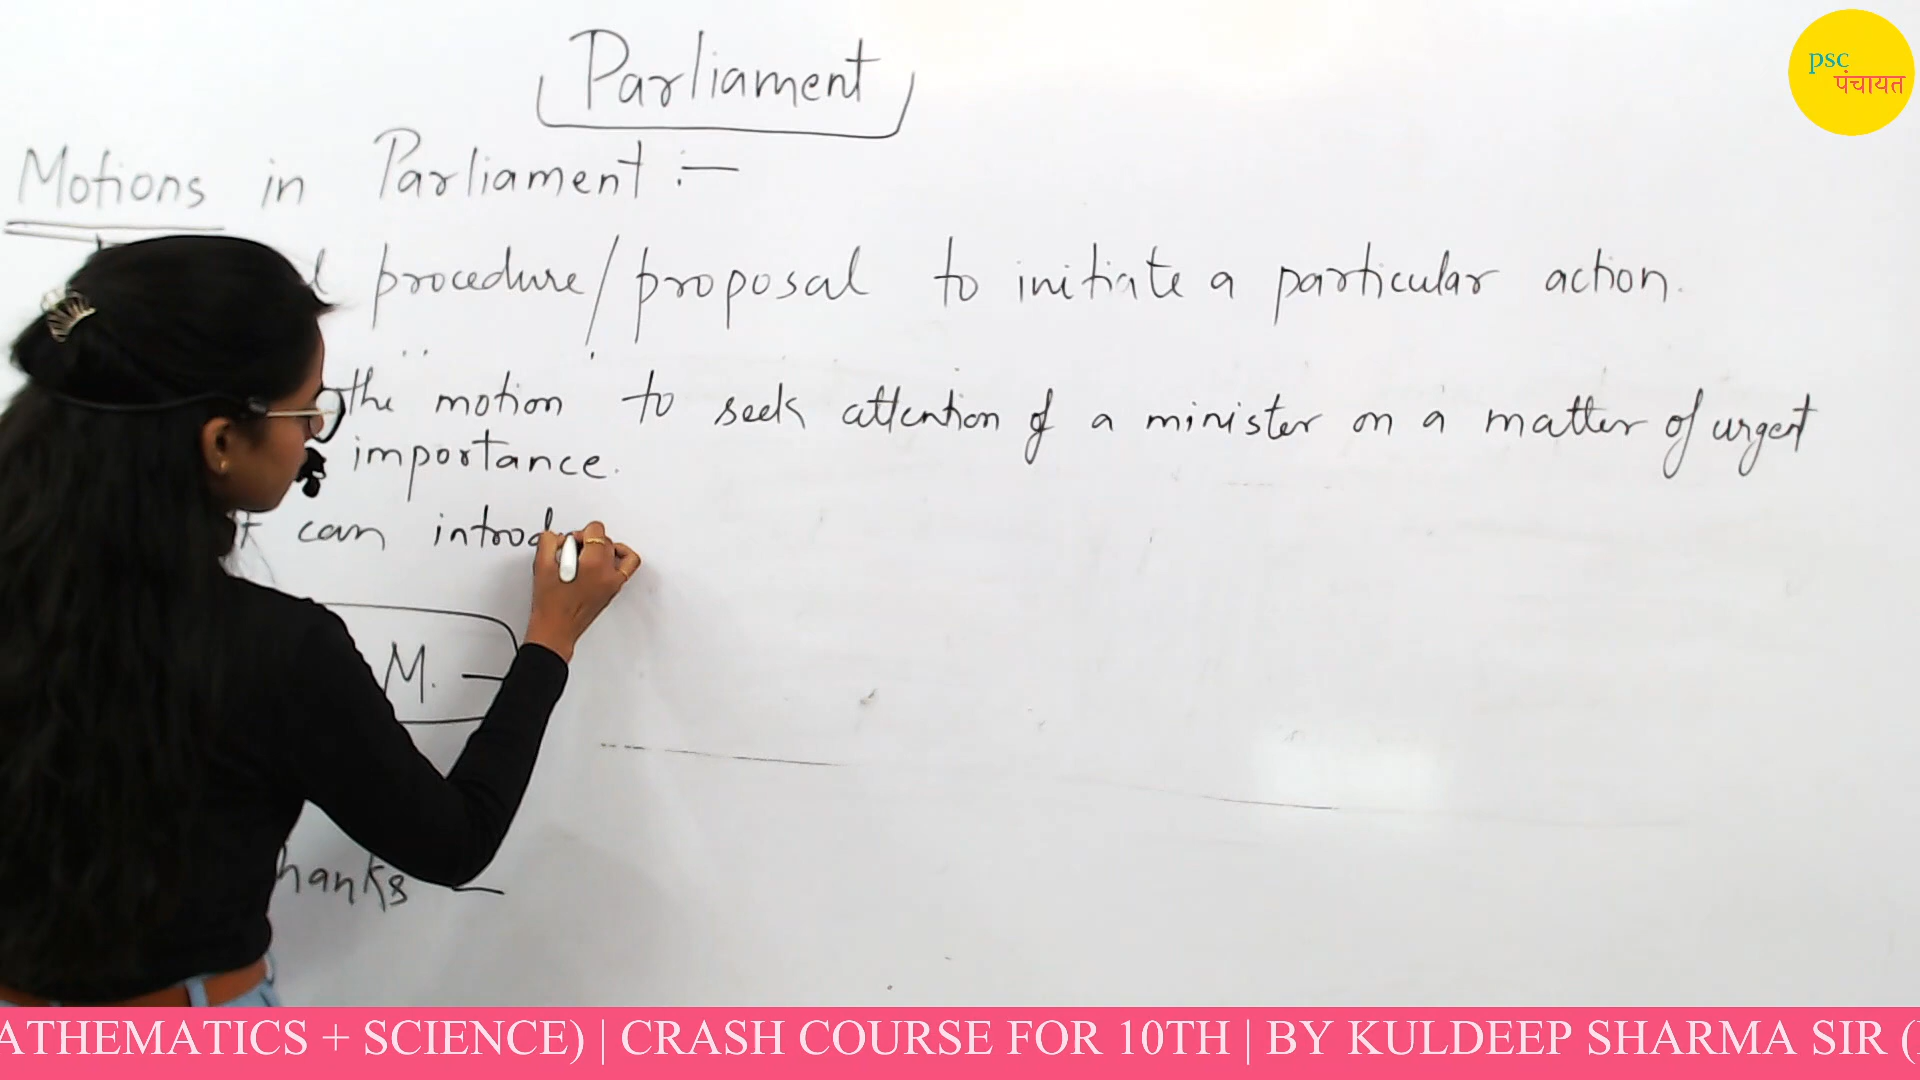 Parliament
psc
पंचायत
Motions in Parliament :-
procedure/proposal to initiate a particular action.
the motion to seek attention of a minister on a matter of urgent
importance.
can introd
M. -
hanks -
ATHEMATICS + SCIENCE) | CRASH COURSE FOR 10TH | BY KULDEEP SHARMA SIR (